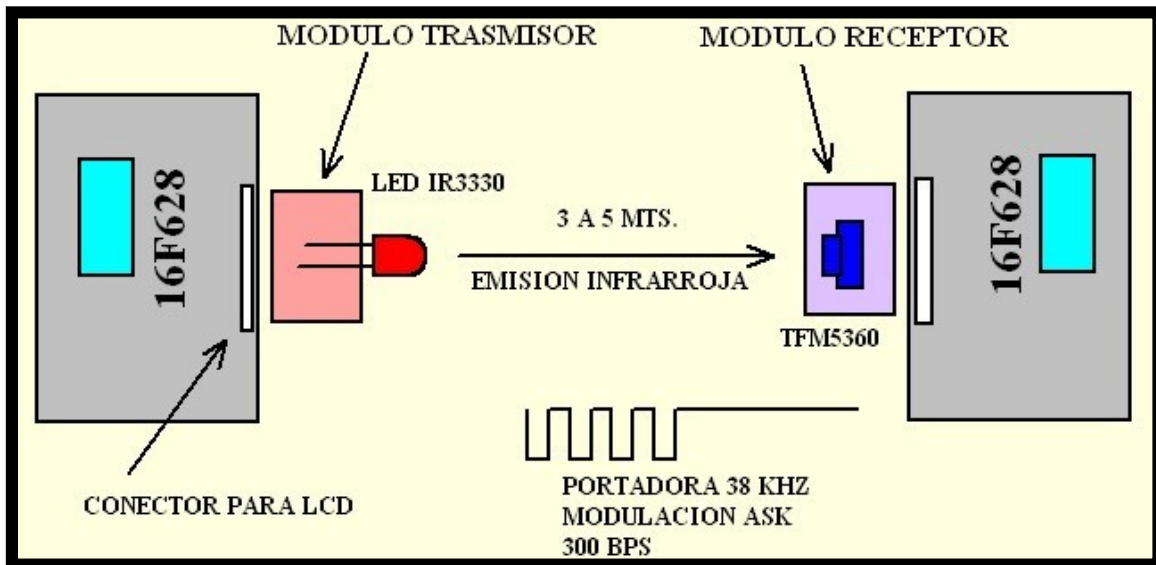 MODULO TRASMISOR
MODULO RECEPTOR
16F628
LED IR3330
3 A 5 MTS.
EMISION INFRARROJA
TFM5360
16F628
CONECTOR PARA LCD
PORTADORA 38 KHZ
MODULACION ASK
300 BPS